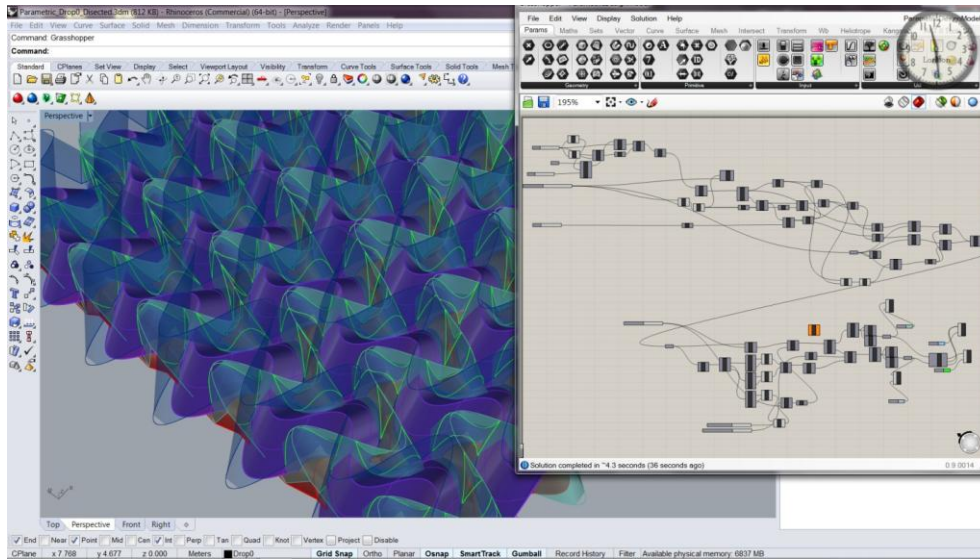 Parametric_Drop0_Disected.3dm (812 KB) - Rhinoceros (Commercial) (64-bit) - [Perspective]
File Edit View Curve Surface Solid Mesh Dimension Transform Tools Analyze Render Panels Help
Command: Grasshopper
Command:
Standard CPlanes Set View Display Select Viewport Layout Visibility Transform Curve Tools Surface Tools Solid Tools Mesh
Perspective
Top Perspective Front Right
End Near Point Mid Cen Int Perp Tan Quad Knot Vertex Project Disable
CPlane x 7.768 y 4.677 z 0.000 Meters Drop0 Grid Snap Ortho Planar Osnap SmartTrack Gumball Record History Filter Available physical memory: 6837 MB
File Edit View Display Solution Help
Params Maths Sets Vector Curve Surface Mesh Intersect Transform Wb Heliotrope
Geometry Primitive Input
195%
London
Solution completed in ~4.3 seconds (36 seconds ago)
0.9.0014